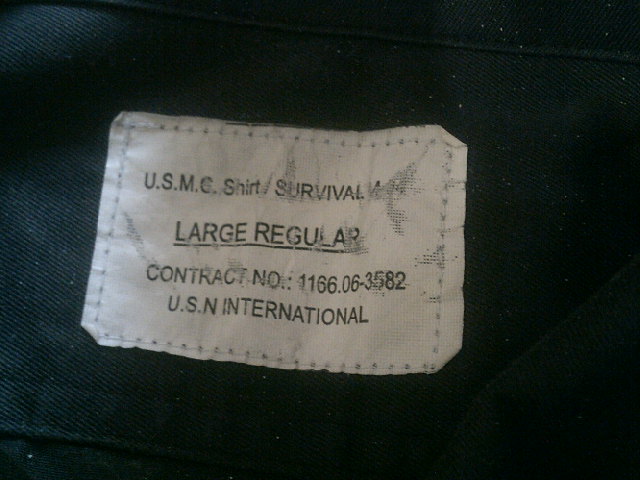 U.S.M.C. Shirt/ SURVIVAL
LARGE REGULAR
CONTRACT NO.: 1166.06-3582
U.S.N INTERNATIONAL